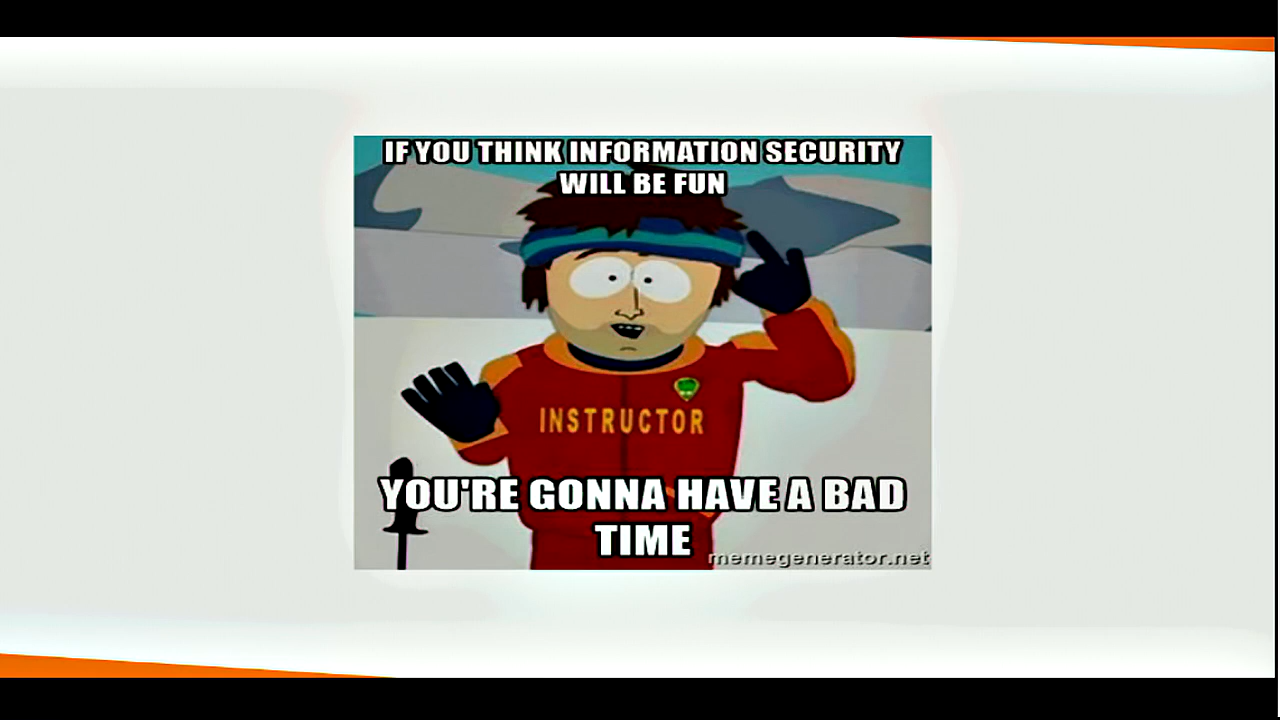 IF YOU THINK INFORMATION SECURITY
WILL BE FUN
INSTRUCTOR
YOU'RE GONNA HAVE A BAD
TIME
memegenerator.net